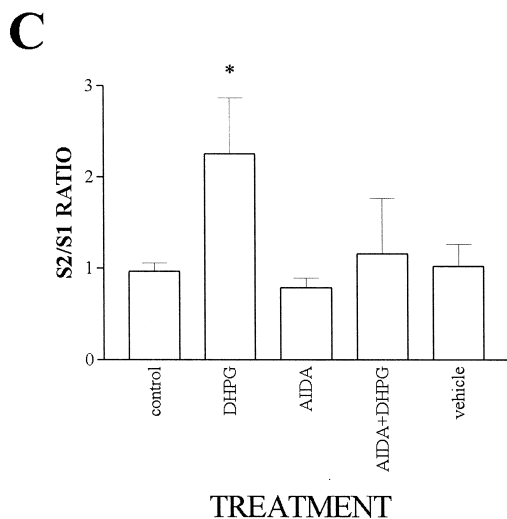 C
*
3
2
1
0
S2/S1 RATIO
control
DHPG
AIDA
AIDA+DHPG
vehicle
TREATMENT